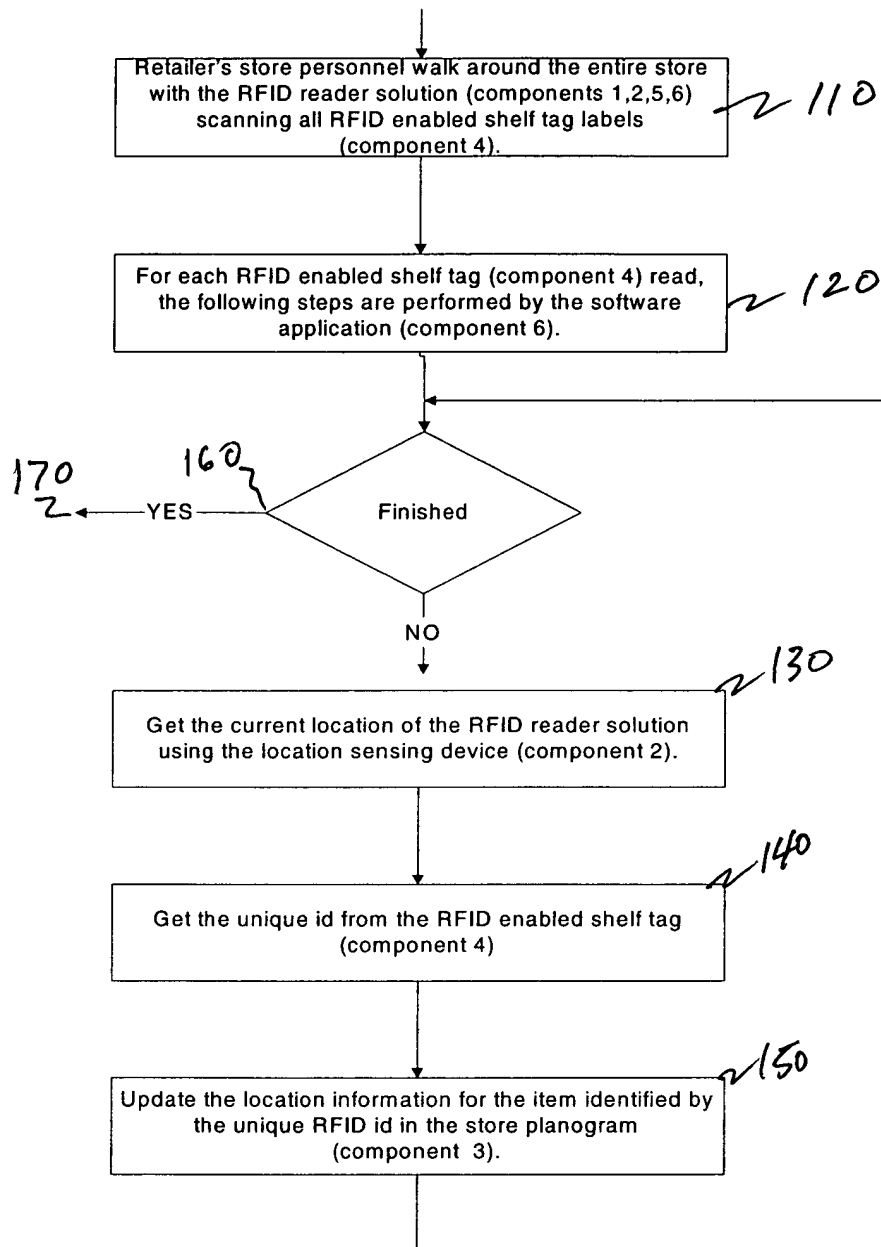 Retailer's store personnel walk around the entire store
with the RFID reader solution (components 1,2,5,6)
scanning all RFID enabled shelf tag labels
(component 4).
110
For each RFID enabled shelf tag (component 4) read,
the following steps are performed by the software
application (component 6).
120
170
160
YES
Finished
NO
130
Get the current location of the RFID reader solution
using the location sensing device (component 2).
140
Get the unique id from the RFID enabled shelf tag
(component 4)
150
Update the location information for the item identified by
the unique RFID id in the store planogram
(component 3).